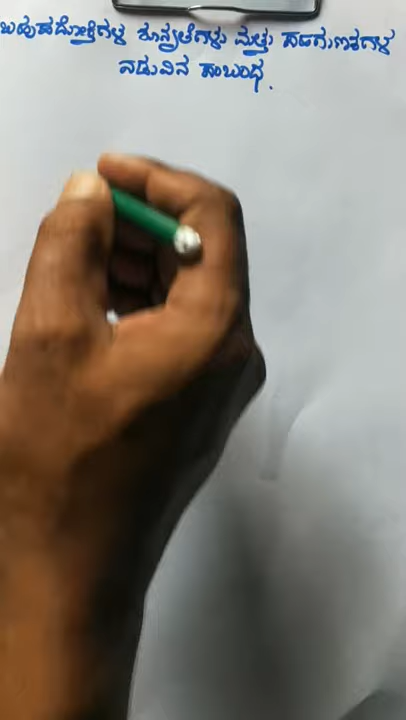 ಬಹುಪದೋಕ್ತಿಗಳ ಶೂನ್ಯತೆಗಳು ಮತ್ತು ಸಹಗುಣಕಗಳ
ನಡುವಿನ ಸಂಬಂಧ.